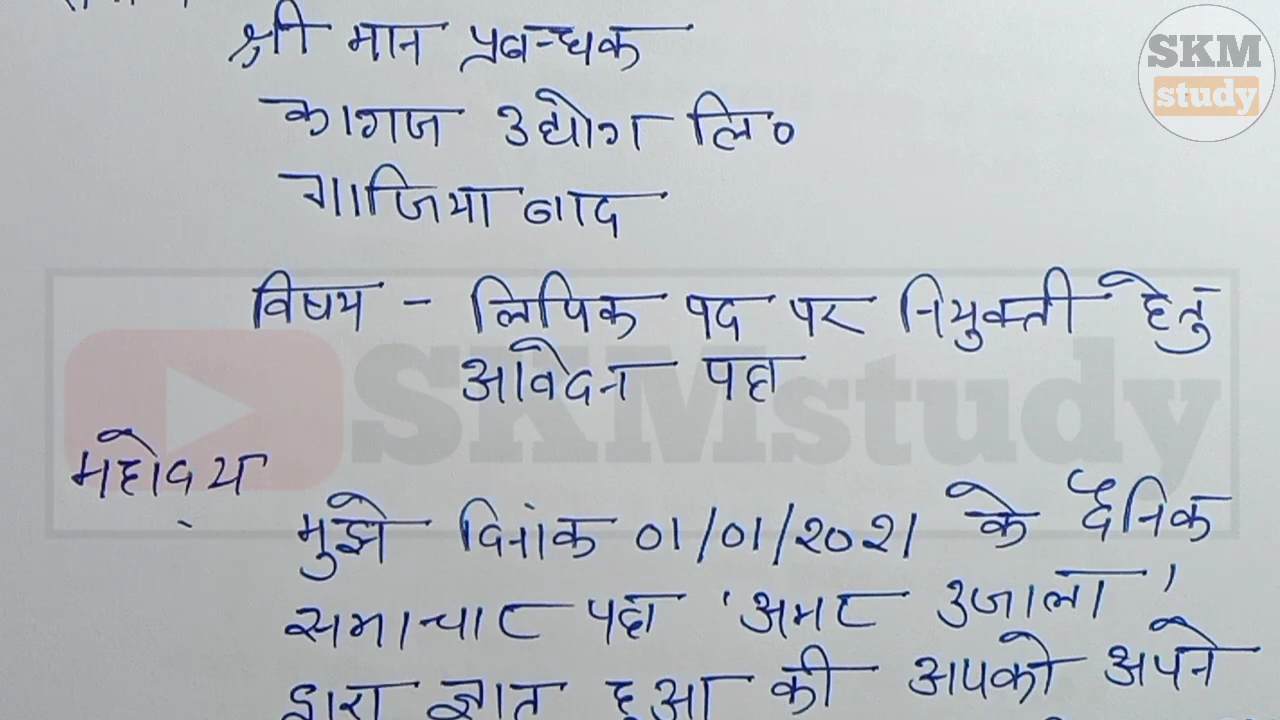 श्री मान प्रबन्धक
कागज उद्योग लि०
गाजियाबाद
विषय - लिपिक पद पर नियुक्ती हेतु
आवेदन पत्र
महोदय
मुझे दिनांक 01/01/2021 के दैनिक
समाचार पत्र 'अमर उजाला'
द्वारा ज्ञात हुआ की आपको अपने
SKM
study
SKMstudy